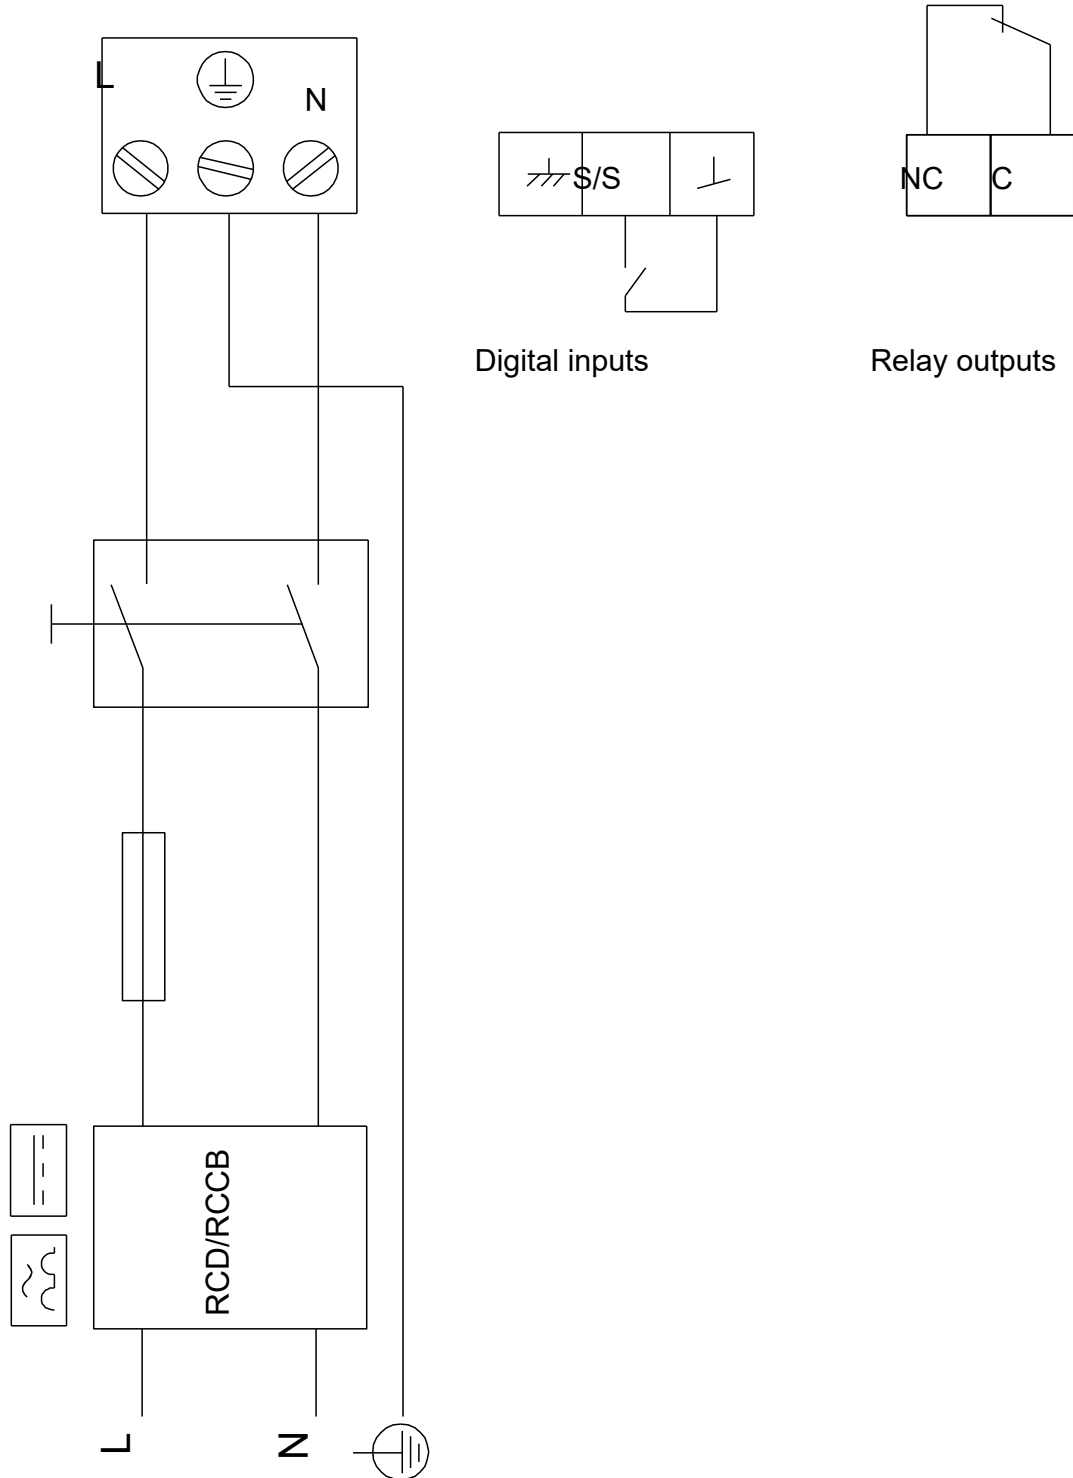 L
N
S/S
NC C
Digital inputs
Relay outputs
RCD/RCCB
L
N